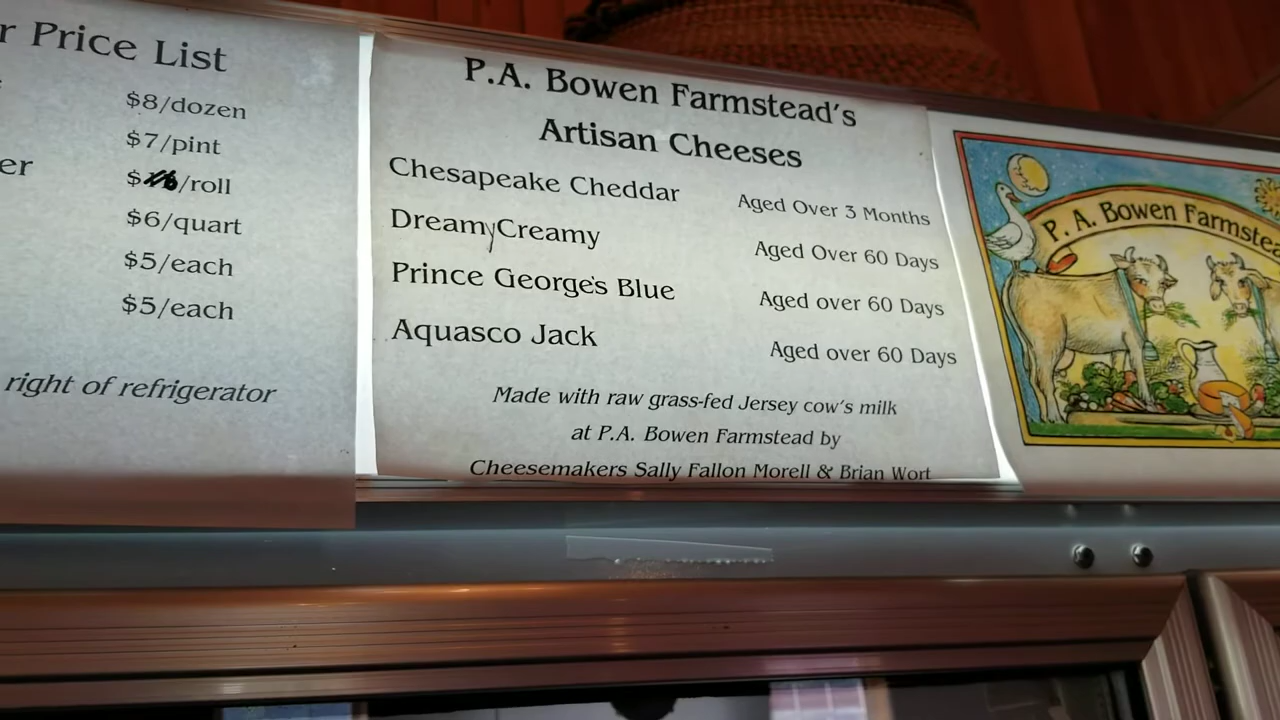 r Price List
$8/dozen
$7/pint
er
$/roll
$6/quart
$5/each
$5/each
right of refrigerator
P.A. Bowen Farmstead's
Artisan Cheeses
Chesapeake Cheddar Aged Over 3 Months
DreamyCreamy Aged Over 60 Days
Prince George's Blue Aged over 60 Days
Aquasco Jack Aged over 60 Days
Made with raw grass-fed Jersey cow's milk
at P.A. Bowen Farmstead by
Cheesemakers Sally Fallon Morell & Brian Wort
P. A. Bowen Farmstea